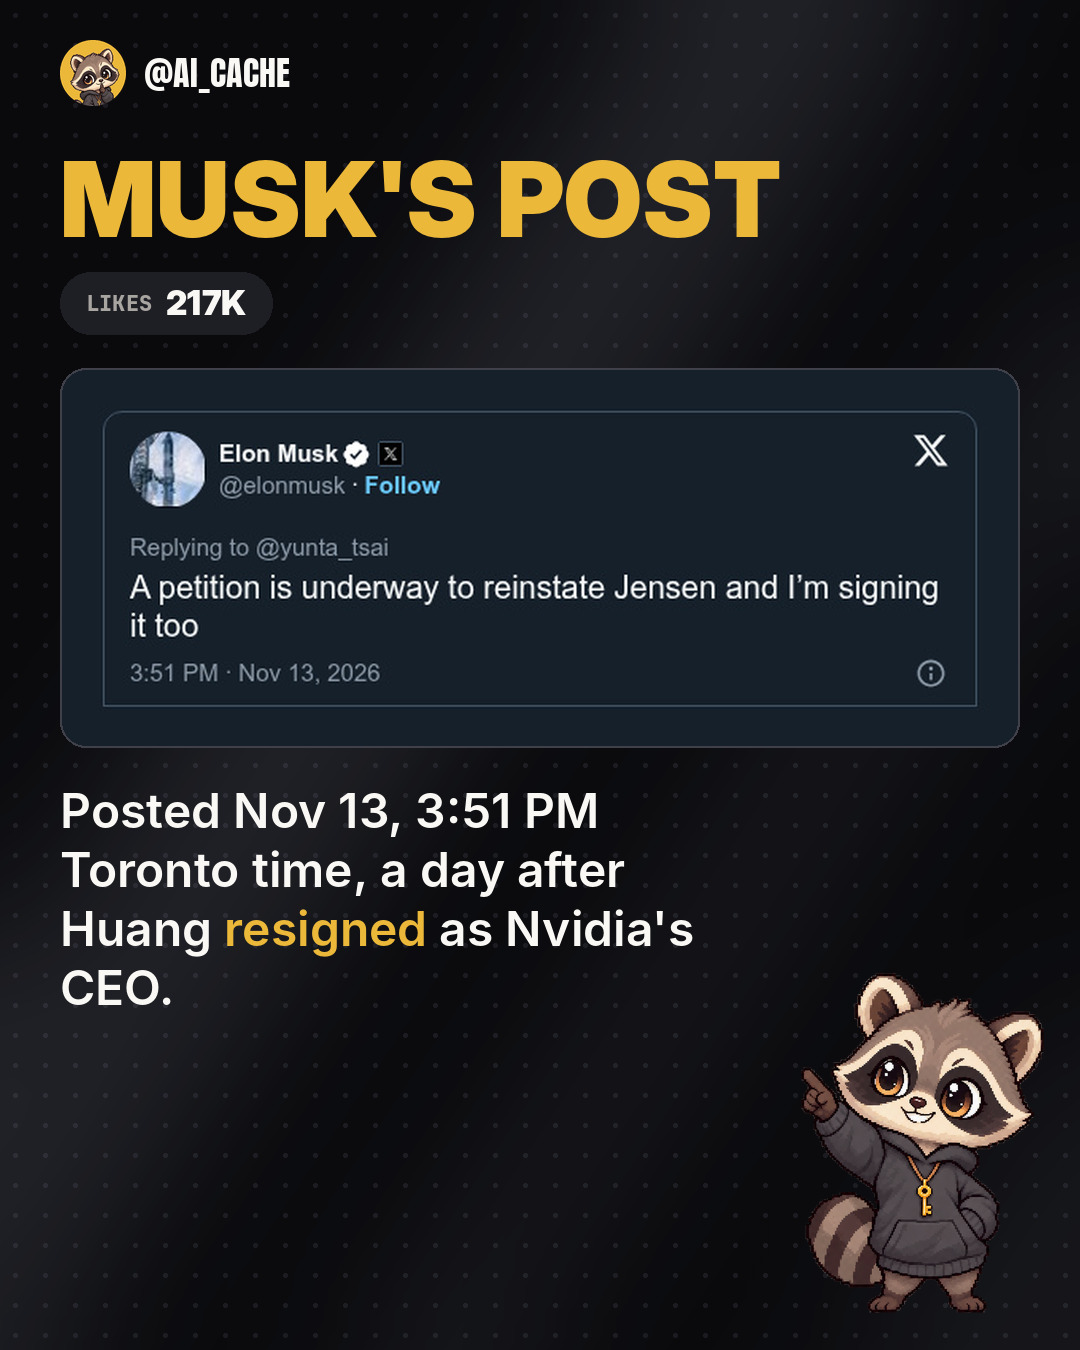 @AI_CACHE
MUSK'S POST
LIKES 217K
Elon Musk
@elonmusk · Follow
Replying to @yunta_tsai
A petition is underway to reinstate Jensen and I’m signing
it too
3:51 PM · Nov 13, 2026
Posted Nov 13, 3:51 PM
Toronto time, a day after
Huang resigned as Nvidia's
CEO.